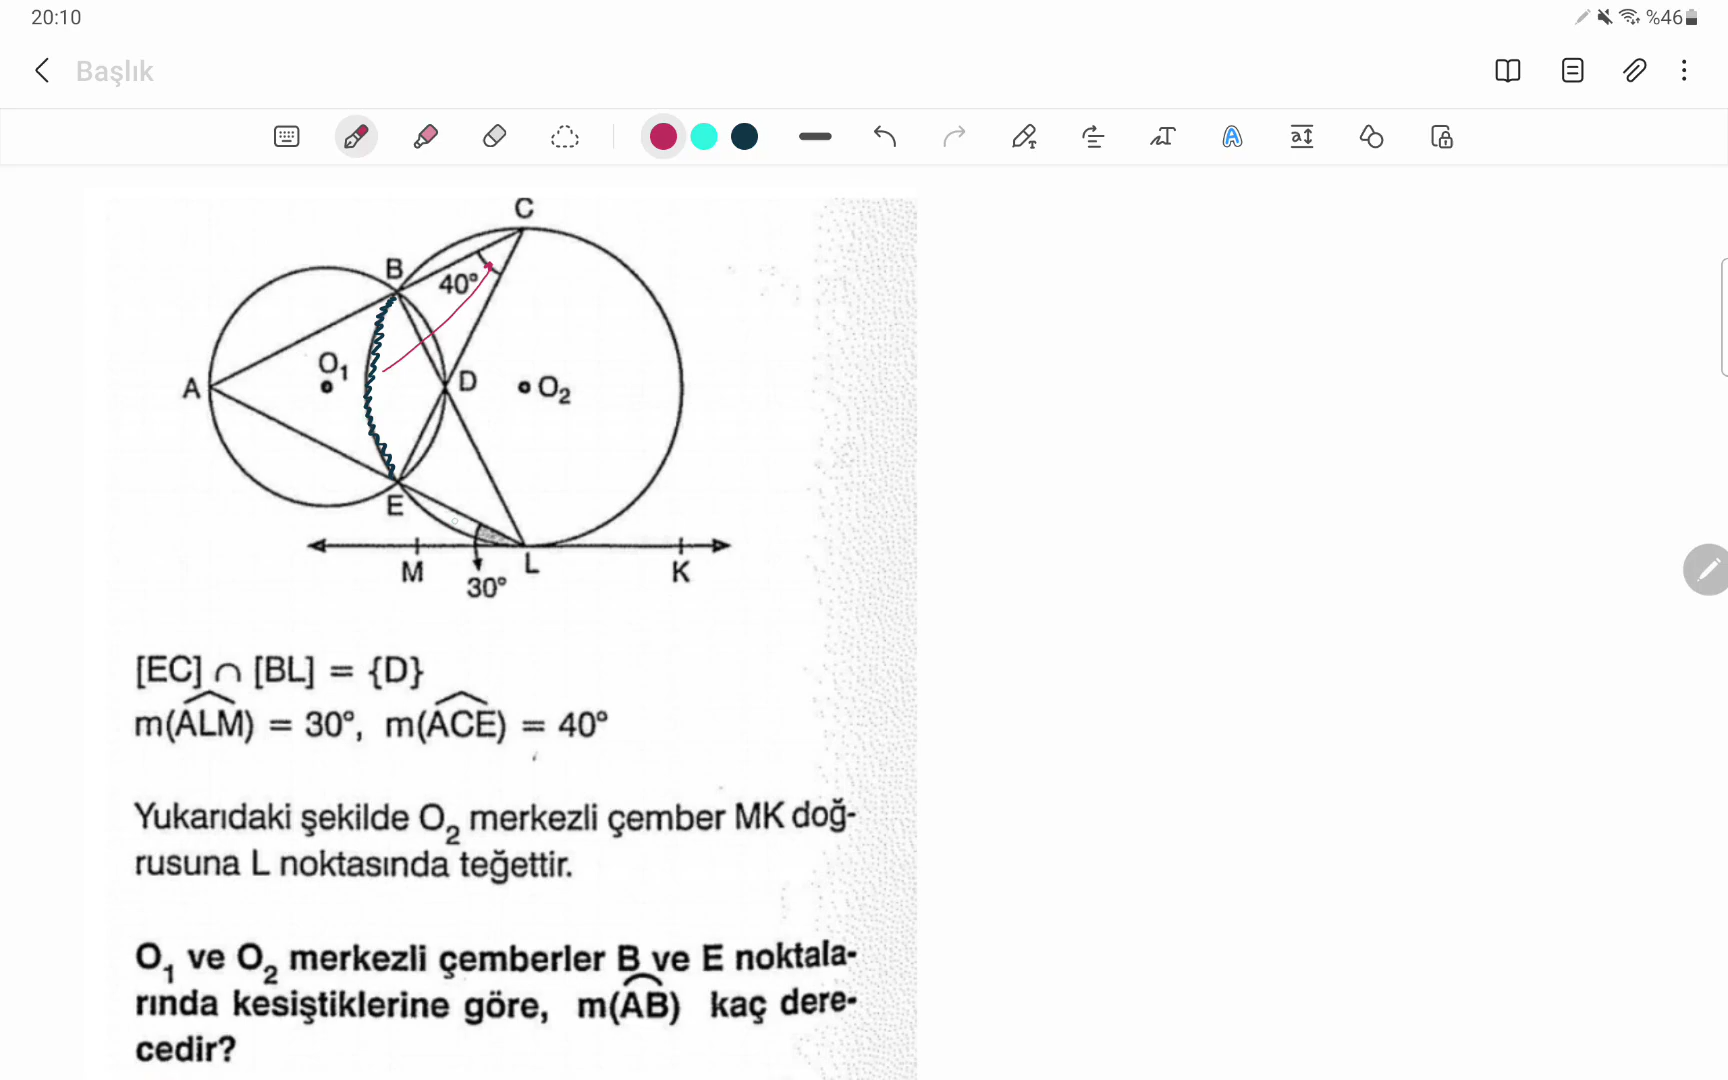 20:10
%46
Başlık
C
B
40°
A
O₁
D
O₂
E
M
L
K
30°
[EC] ∩ [BL] = {D}
m(ALM) = 30°, m(ACE) = 40°
Yukarıdaki şekilde O₂ merkezli çember MK doğ-
rusuna L noktasında teğettir.
O₁ ve O₂ merkezli çemberler B ve E noktala-
rında kesiştiklerine göre, m(AB) kaç dere-
cedir?